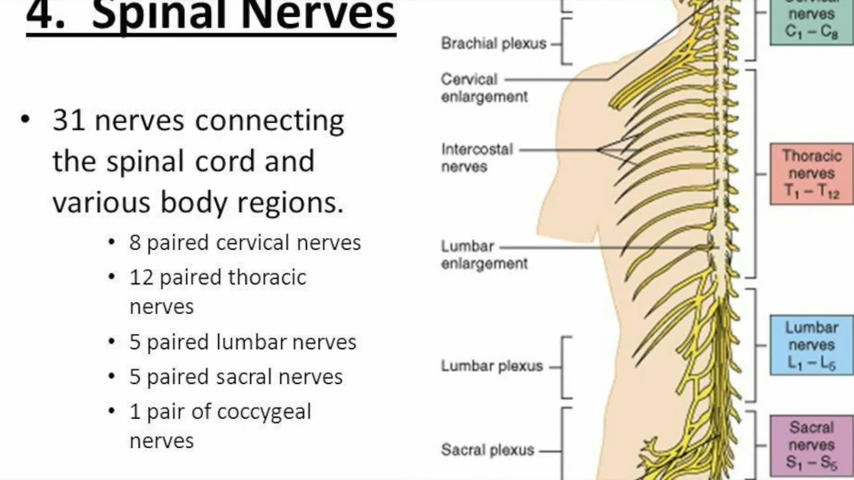 4. Spinal Nerves
• 31 nerves connecting
the spinal cord and
various body regions.
• 8 paired cervical nerves
• 12 paired thoracic
nerves
• 5 paired lumbar nerves
• 5 paired sacral nerves
• 1 pair of coccygeal
nerves
Brachial plexus
Cervical
enlargement
Intercostal
nerves
Lumbar
enlargement
Lumbar plexus
Sacral plexus
Cervical
nerves
C₁ – C₈
Thoracic
nerves
T₁ – T₁₂
Lumbar
nerves
L₁ – L₅
Sacral
nerves
S₁ – S₅